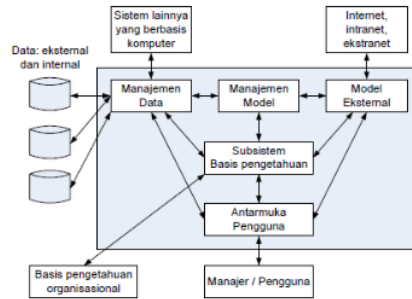 Sistem lainnya
yang berbasis
komputer
Internet,
intranet,
ekstranet
Data: eksternal
dan internal
Manajemen
Data
Manajemen
Model
Model
Eksternal
Subsistem
Basis pengetahuan
Antarmuka
Pengguna
Basis pengetahuan
organisasional
Manajer / Pengguna